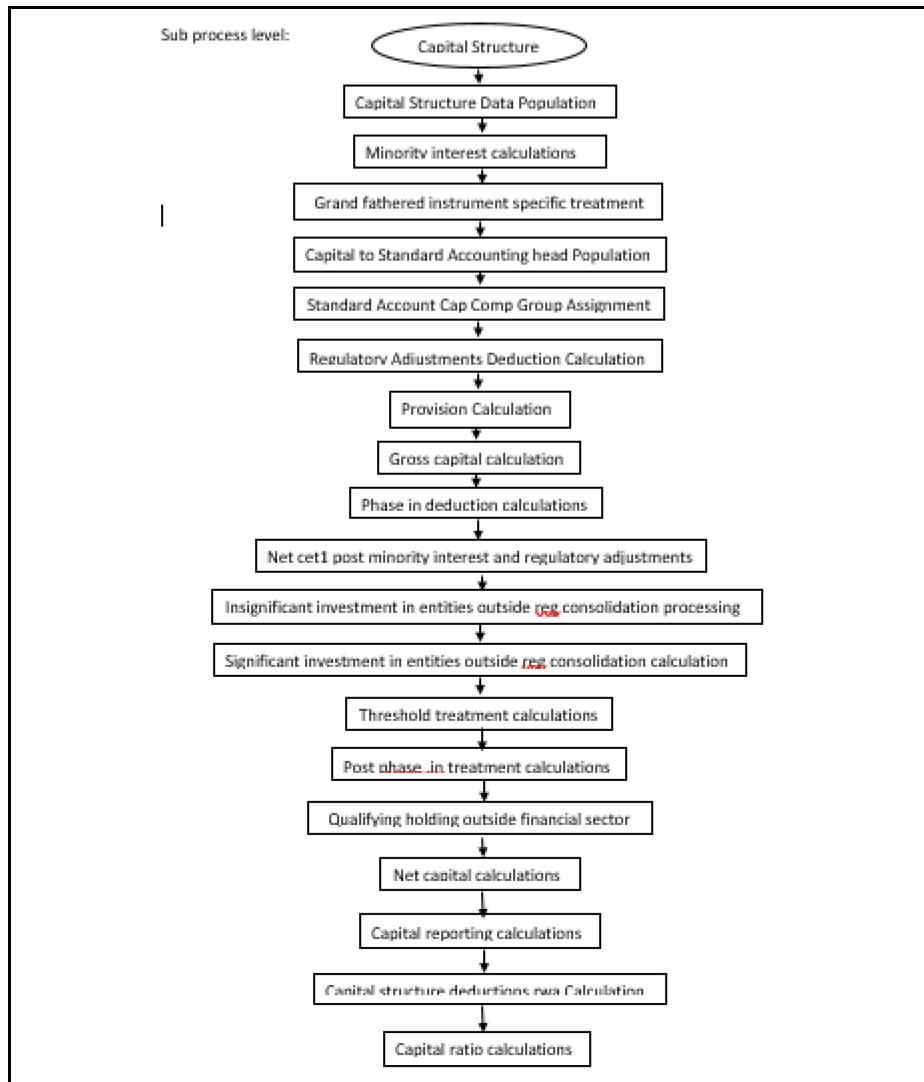 Sub process level:
Capital Structure
Capital Structure Data Population
Minority interest calculations
Grand fathered instrument specific treatment
Capital to Standard Accounting head Population
Standard Account Cap Comp Group Assignment
Regulatory Adjustments Deduction Calculation
Provision Calculation
Gross capital calculation
Phase in deduction calculations
Net cet1 post minority interest and regulatory adjustments
Insignificant investment in entities outside reg consolidation processing
Significant investment in entities outside reg consolidation calculation
Threshold treatment calculations
Post phase in treatment calculations
Qualifying holding outside financial sector
Net capital calculations
Capital reporting calculations
Capital structure deductions rwa Calculation
Capital ratio calculations